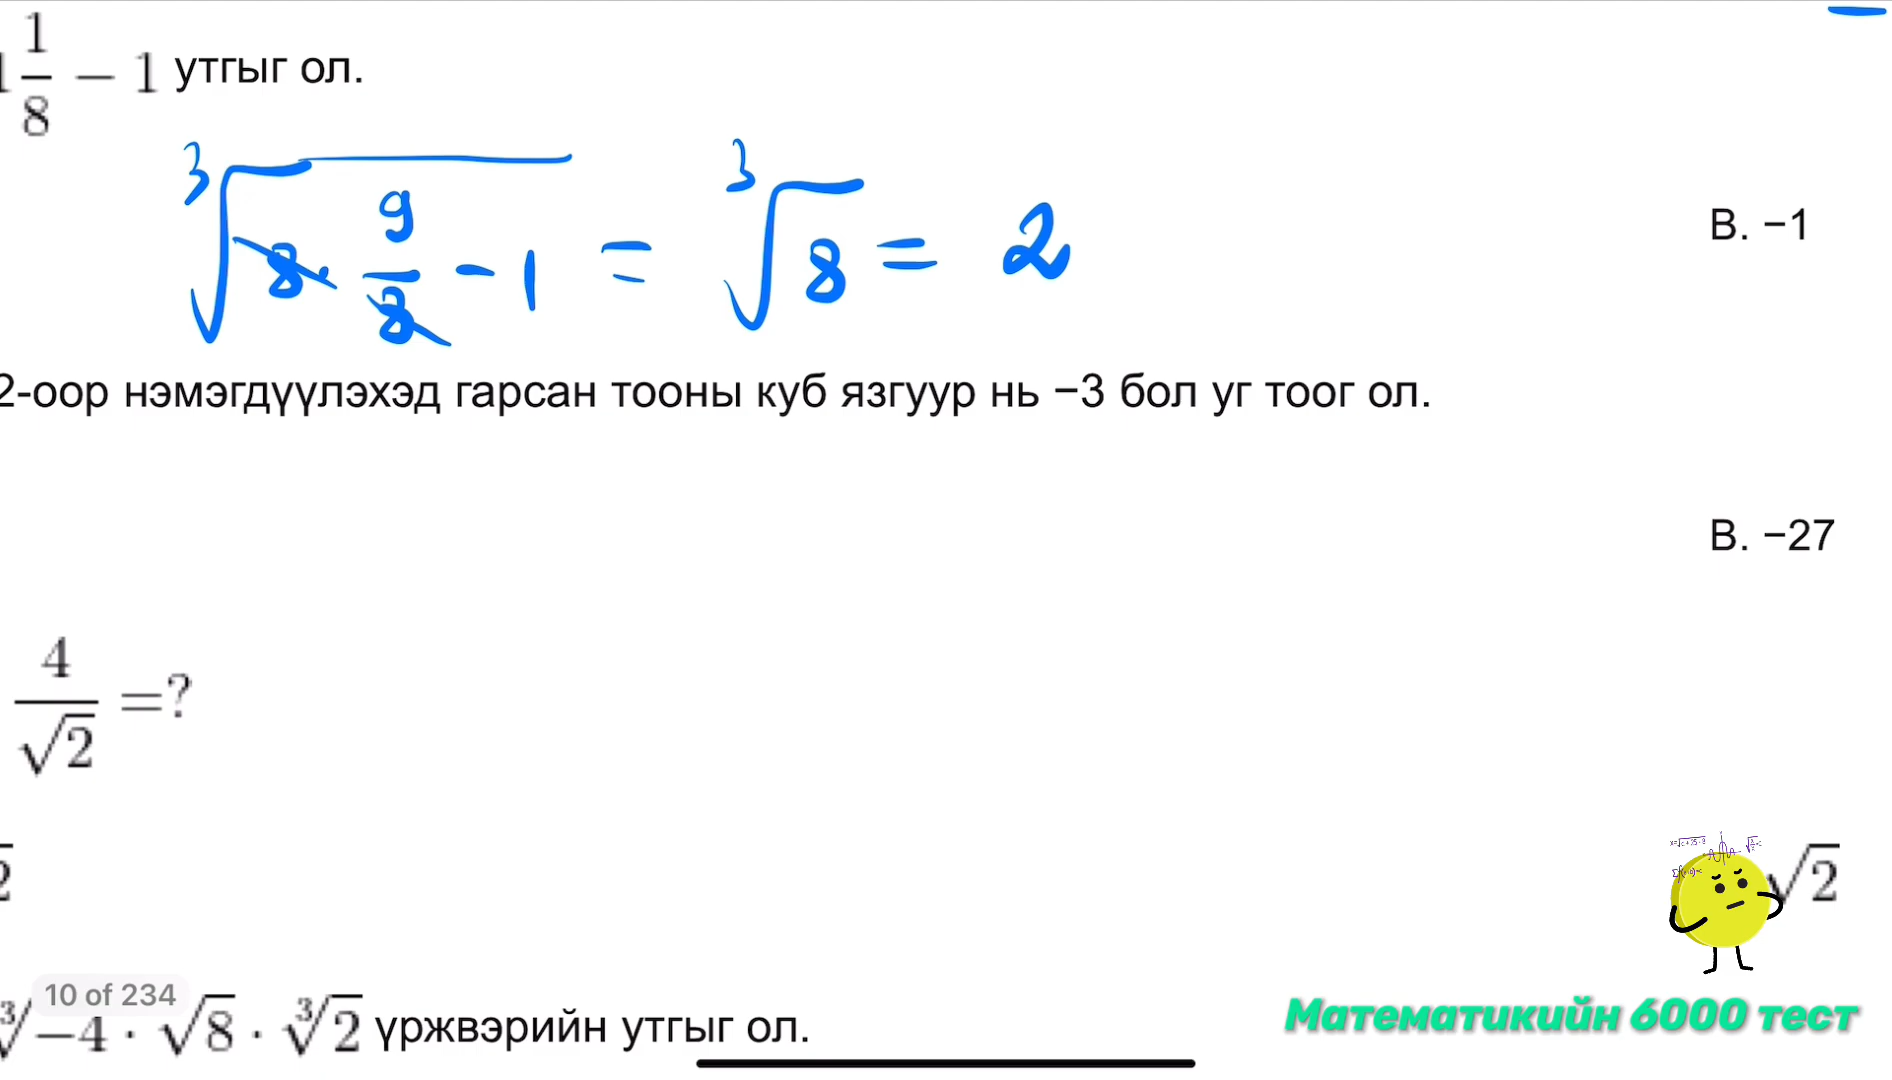 1 1/8 − 1 утгыг ол.
∛(8 · 9/8 − 1) = ∛8 = 2
B. −1
2-оор нэмэгдүүлэхэд гарсан тооны куб язгуур нь −3 бол уг тоог ол.
B. −27
4/√2 =?
2
√2
10 of 234
∛−4 · √8 · ∛2 үржвэрийн утгыг ол.
Математикийн 6000 тест